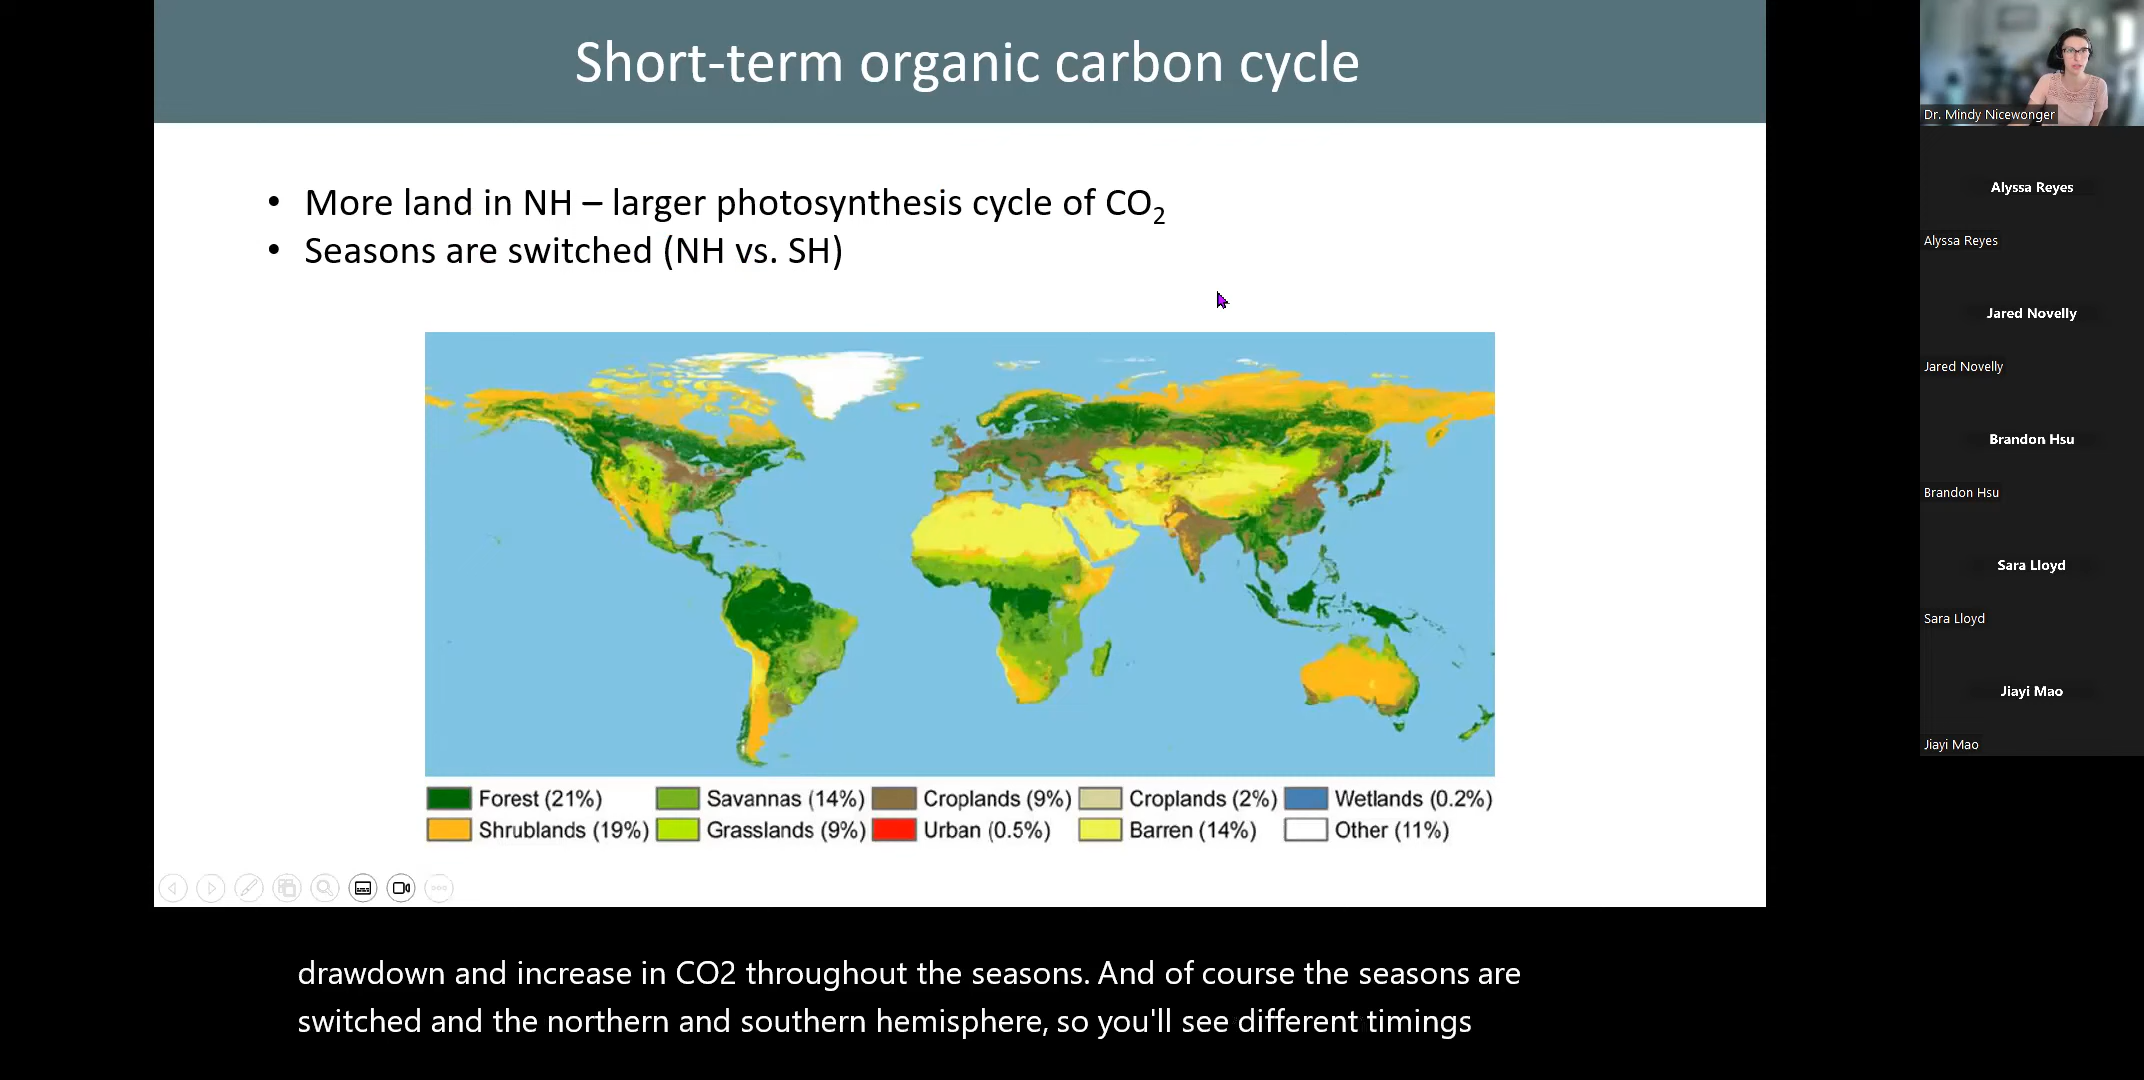 Short-term organic carbon cycle
• More land in NH – larger photosynthesis cycle of CO₂
• Seasons are switched (NH vs. SH)
Forest (21%) Savannas (14%) Croplands (9%) Croplands (2%) Wetlands (0.2%)
Shrublands (19%) Grasslands (9%) Urban (0.5%) Barren (14%) Other (11%)
drawdown and increase in CO2 throughout the seasons. And of course the seasons are
switched and the northern and southern hemisphere, so you'll see different timings
Dr. Mindy Nicewonger
Alyssa Reyes
Alyssa Reyes
Jared Novelly
Jared Novelly
Brandon Hsu
Brandon Hsu
Sara Lloyd
Sara Lloyd
Jiayi Mao
Jiayi Mao